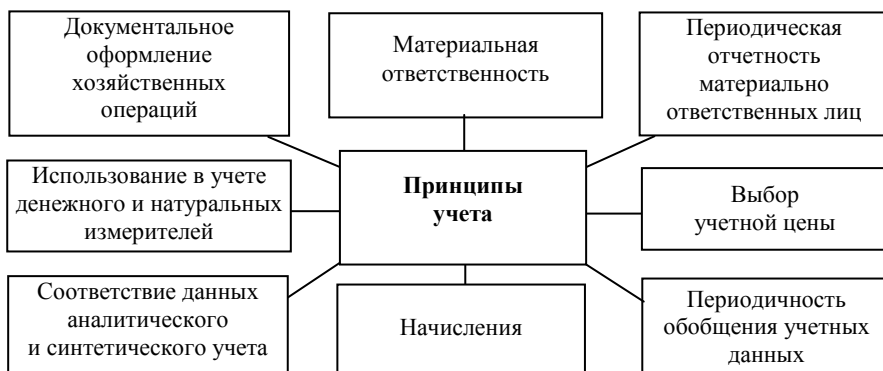 Документальное
оформление
хозяйственных
операций
Материальная
ответственность
Периодическая
отчетность
материально
ответственных лиц
Использование в учете
денежного и натуральных
измерителей
Принципы
учета
Выбор
учетной цены
Соответствие данных
аналитического
и синтетического учета
Начисления
Периодичность
обобщения учетных
данных